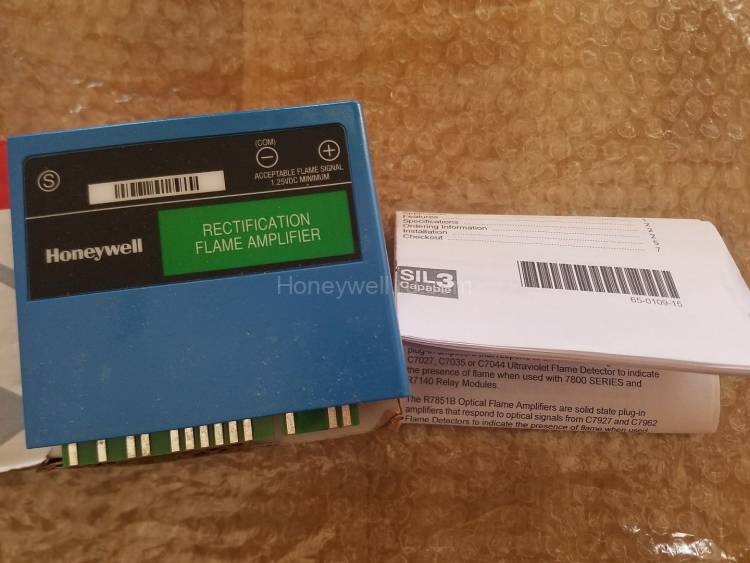 (COM)
S
− +
ACCEPTABLE FLAME SIGNAL
1.25VDC MINIMUM
RECTIFICATION
FLAME AMPLIFIER
Honeywell
Honeywell
Features
Specifications
Ordering Information
Installation
Checkout
7
SIL3
Capable
65-0109-15
C7027, C7035 or C7044 Ultraviolet Flame Detector to indicate
the presence of flame when used with 7800 SERIES and
R7140 Relay Modules.
The R7851B Optical Flame Amplifiers are solid state plug-in
amplifiers that respond to optical signals from C7927 and C7962
Flame Detectors to indicate the presence of flame when used